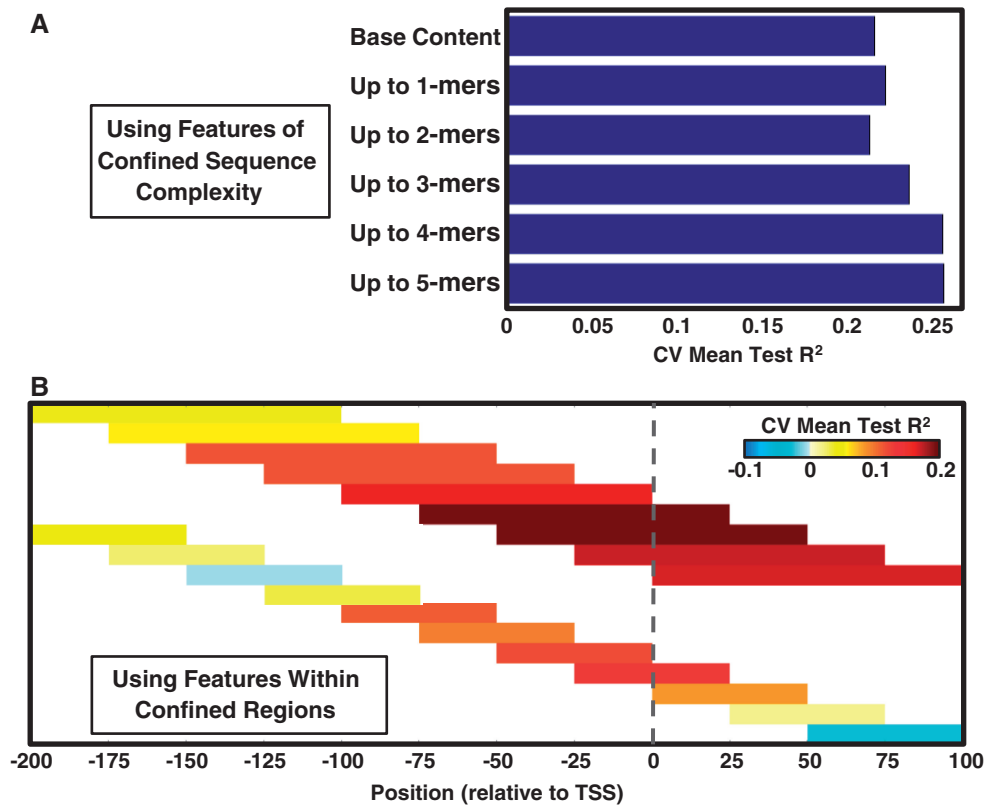 A
Base Content
Up to 1-mers
Up to 2-mers
Up to 3-mers
Up to 4-mers
Up to 5-mers
Using Features of
Confined Sequence
Complexity
0 0.05 0.1 0.15 0.2 0.25
CV Mean Test R²
B
CV Mean Test R²
-0.1 0 0.1 0.2
Using Features Within
Confined Regions
-200 -175 -150 -125 -100 -75 -50 -25 0 25 50 75 100
Position (relative to TSS)